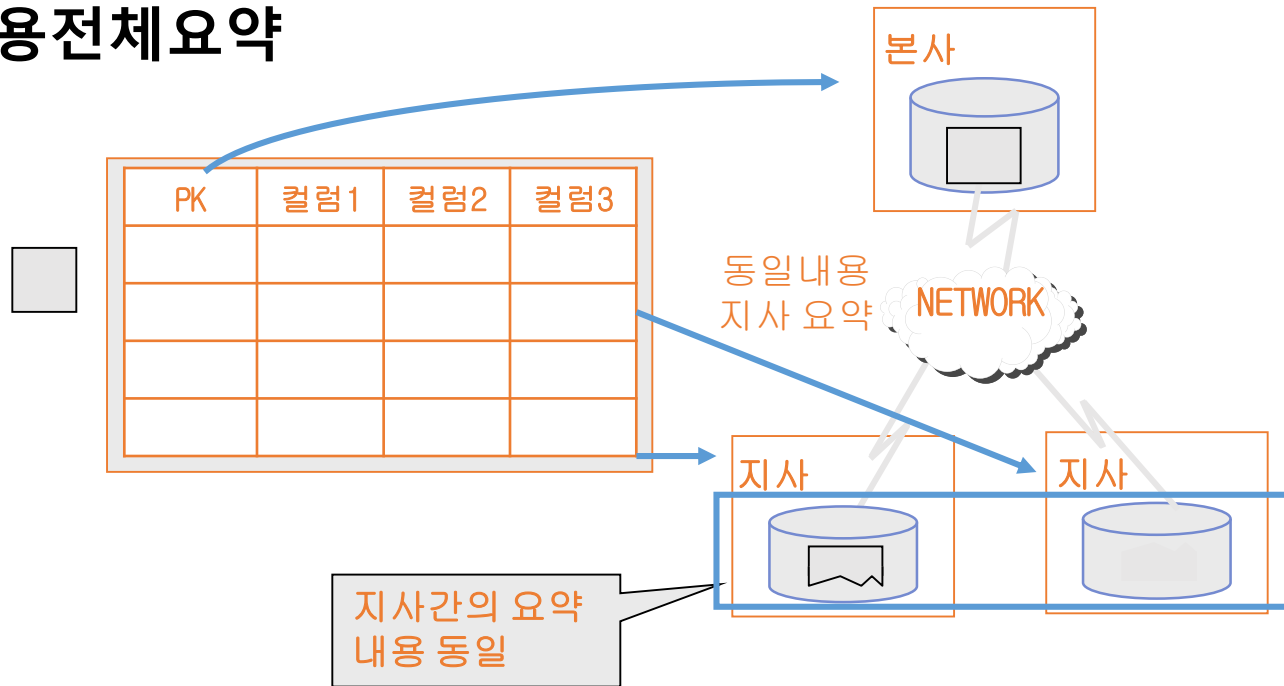 용전체요약
본사
PK 컬럼1 컬럼2 컬럼3
동일내용
지사 요약
NETWORK
지사
지사
지사간의 요약
내용 동일